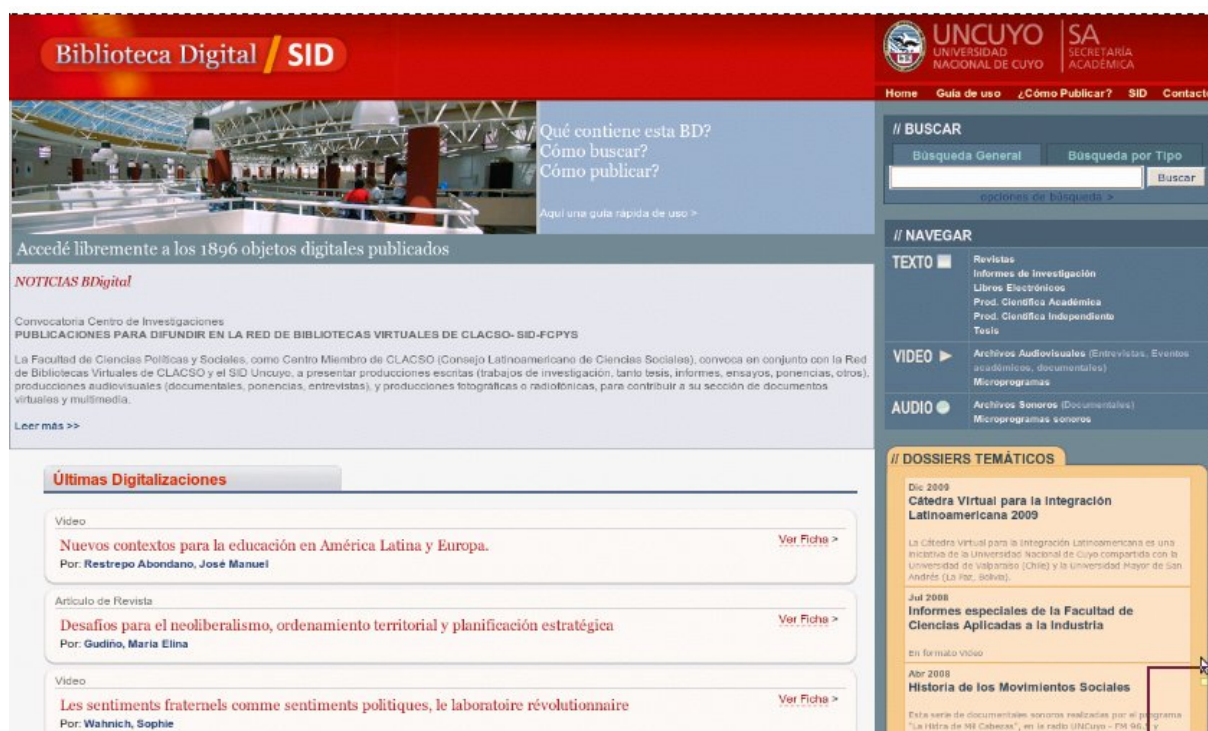 Biblioteca Digital / SID
UNCUYO
UNIVERSIDAD
NACIONAL DE CUYO
SA
SECRETARÍA
ACADÉMICA
Home Guía de uso ¿Cómo Publicar? SID Contacto
Qué contiene esta BD?
Cómo buscar?
Cómo publicar?
Aquí una guía rápida de uso >
Accedé libremente a los 1896 objetos digitales publicados
NOTICIAS BDigital
Convocatoria Centro de Investigaciones
PUBLICACIONES PARA DIFUNDIR EN LA RED DE BIBLIOTECAS VIRTUALES DE CLACSO- SID-FCPYS
La Facultad de Ciencias Políticas y Sociales, como Centro Miembro de CLACSO (Consejo Latinoamericano de Ciencias Sociales), convoca en conjunto con la Red
de Bibliotecas Virtuales de CLACSO y el SID Uncuyo, a presentar producciones escritas (trabajos de investigación, tanto tesis, informes, ensayos, ponencias, otros),
producciones audiovisuales (documentales, ponencias, entrevistas), y producciones fotográficas o radiofónicas, para contribuir a su sección de documentos
virtuales y multimedia.
Leer más >>
Últimas Digitalizaciones
Video
Nuevos contextos para la educación en América Latina y Europa.
Ver Ficha >
Por: Restrepo Abondano, José Manuel
Artículo de Revista
Desafíos para el neoliberalismo, ordenamiento territorial y planificación estratégica
Ver Ficha >
Por: Gudiño, María Elina
Video
Les sentiments fraternels comme sentiments politiques, le laboratoire révolutionnaire
Ver Ficha >
Por: Wahnich, Sophie
// BUSCAR
Búsqueda General Búsqueda por Tipo
Buscar
opciones de búsqueda >
// NAVEGAR
TEXTO
Revistas
Informes de investigación
Libros Electrónicos
Prod. Científica Académica
Prod. Científica Independiente
Tesis
VIDEO
Archivos Audiovisuales (Entrevistas, Eventos
académicos, documentales)
Microprogramas
AUDIO
Archivos Sonoros (Documentales)
Microprogramas sonoros
// DOSSIERS TEMÁTICOS
Dic 2009
Cátedra Virtual para la Integración
Latinoamericana 2009
La Cátedra Virtual para la Integración Latinoamericana es una
iniciativa de la Universidad Nacional de Cuyo compartida con la
Universidad de Valparaíso (Chile) y la Universidad Mayor de San
Andrés (La Paz, Bolivia).
Jul 2008
Informes especiales de la Facultad de
Ciencias Aplicadas a la Industria
En formato Video
Abr 2008
Historia de los Movimientos Sociales
Esta serie de documentales sonoros realizadas por el programa
"La Hidra de Mil Cabezas", en la radio UNCuyo - FM 96.5 y